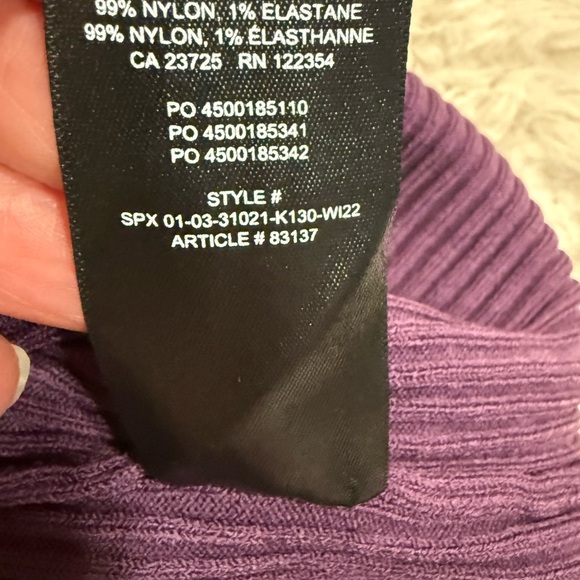 99% NYLON, 1% ELASTANE
99% NYLON, 1% ÉLASTHANNE
CA 23725 RN 122354
PO 4500185110
PO 4500185341
PO 4500185342
STYLE #
SPX 01-03-31021-K130-WI22
ARTICLE # 83137